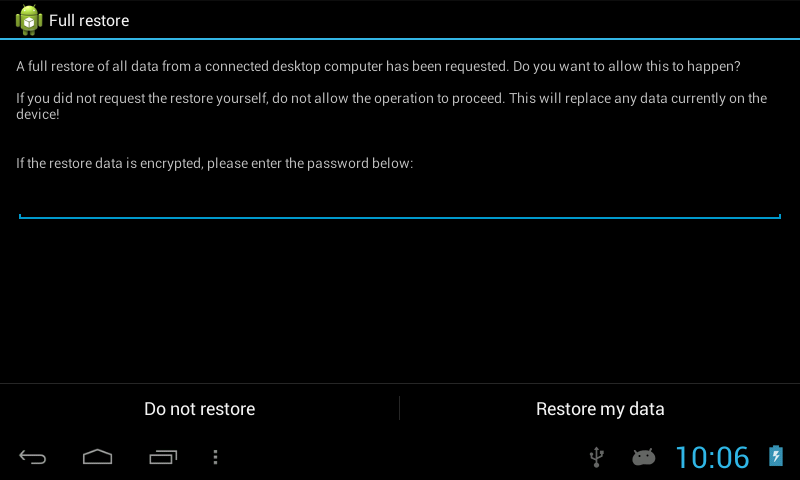 Full restore
A full restore of all data from a connected desktop computer has been requested. Do you want to allow this to happen?
If you did not request the restore yourself, do not allow the operation to proceed. This will replace any data currently on the
device!
If the restore data is encrypted, please enter the password below:
Do not restore
Restore my data
10:06